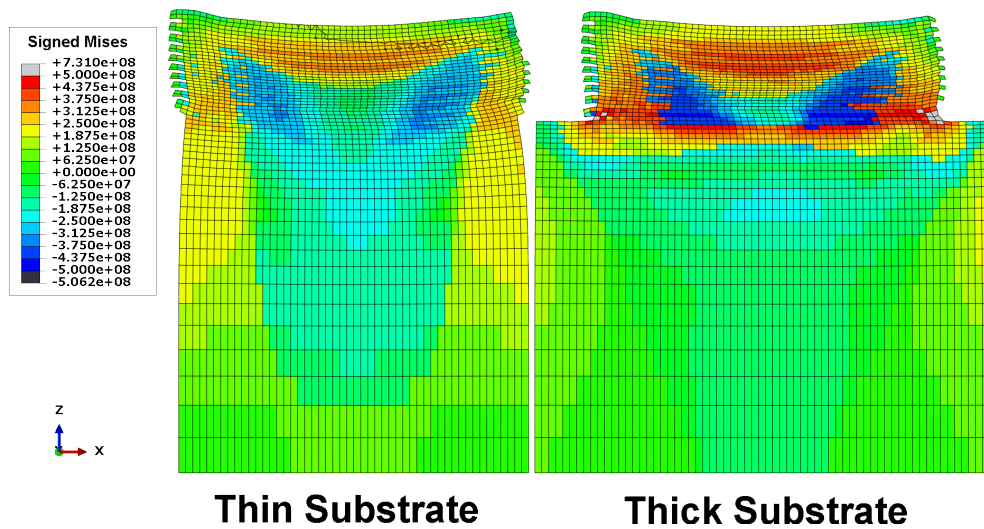 Signed Mises
+7.310e+08
+5.000e+08
+4.375e+08
+3.750e+08
+3.125e+08
+2.500e+08
+1.875e+08
+1.250e+08
+6.250e+07
+0.000e+00
-6.250e+07
-1.875e+08
-2.500e+08
-3.125e+08
-3.750e+08
-4.375e+08
-5.000e+08
-5.062e+08
Z
X
Thin Substrate
Thick Substrate